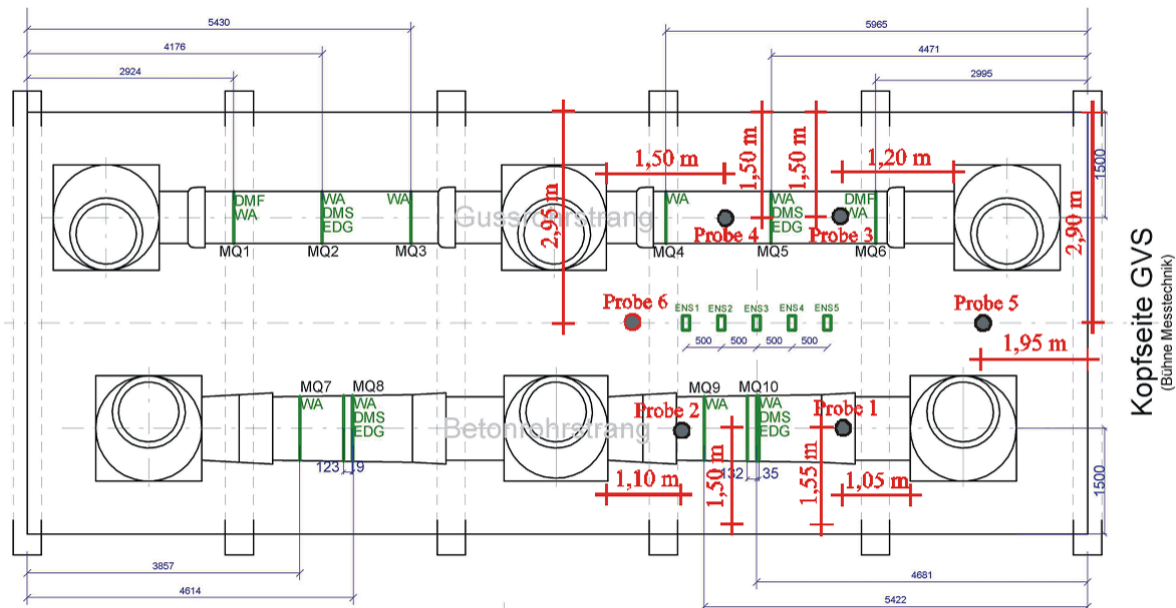 5430
5965
4176
4471
2924
2995
1,50 m
1,50 m
1,50 m
1,20 m
1500
2,95 m
2,90 m
DMF
WA
WA
DMS
EDG
WA
Gussrohrstrang
WA
WA
DMS
EDG
DMF
WA
Probe 4
Probe 3
MQ1
MQ2
MQ3
MQ4
MQ5
MQ6
Probe 6
ENS1
ENS2
ENS3
ENS4
ENS5
Probe 5
500
500
500
500
1,95 m
Kopfseite GVS
(Bühne Messtechnik)
MQ7
MQ8
MQ9
MQ10
WA
WA
DMS
EDG
Betonrohrstrang
Probe 2
WA
WA
DMS
EDG
Probe 1
123
19
132
35
1,10 m
1,50 m
1,55 m
1,05 m
1500
3857
4681
4614
5422